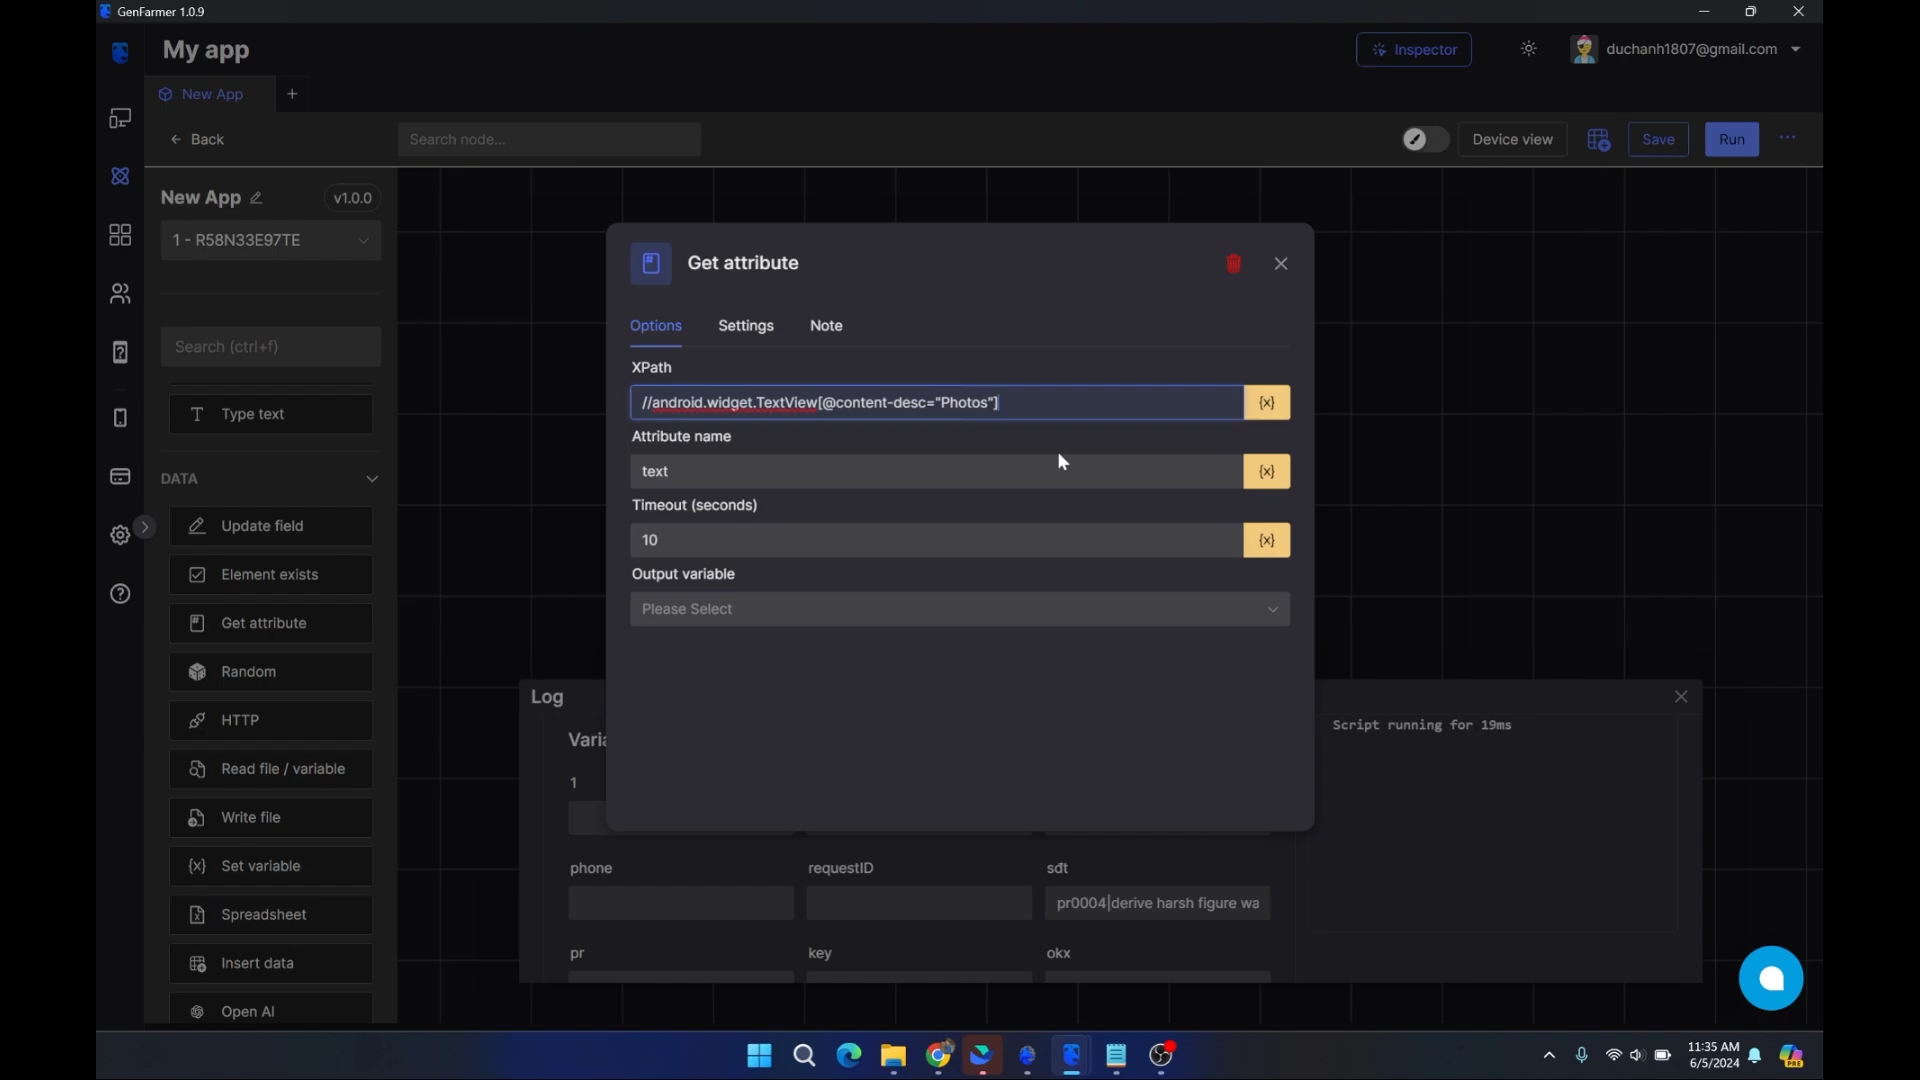 GenFarmer 1.0.9
My app
Inspector
duchanh1807@gmail.com
New App
+
Back
Search node...
Device view
Save
Run
New App
v1.0.0
1 - R58N33E97TE
Search (ctrl+f)
Type text
DATA
Update field
Element exists
Get attribute
Random
HTTP
Read file / variable
Write file
{x} Set variable
Spreadsheet
Insert data
Open AI
Get attribute
Options Settings Note
XPath
//android.widget.TextView[@content-desc="Photos"]
{x}
Attribute name
text
{x}
Timeout (seconds)
10
{x}
Output variable
Please Select
Log
Script running for 19ms
1
phone requestID sđt
pr0004|derive harsh figure wa
pr key okx
11:35 AM
6/5/2024
PRE